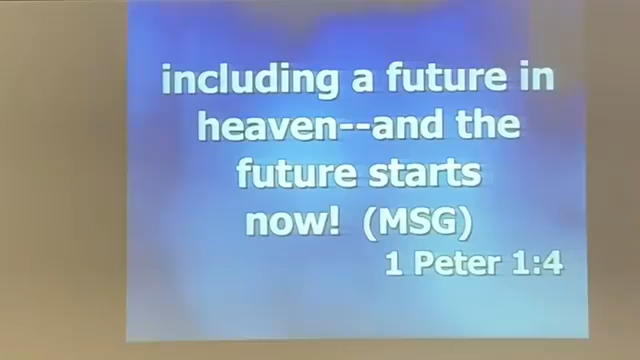 including a future in
heaven--and the
future starts
now! (MSG)
1 Peter 1:4